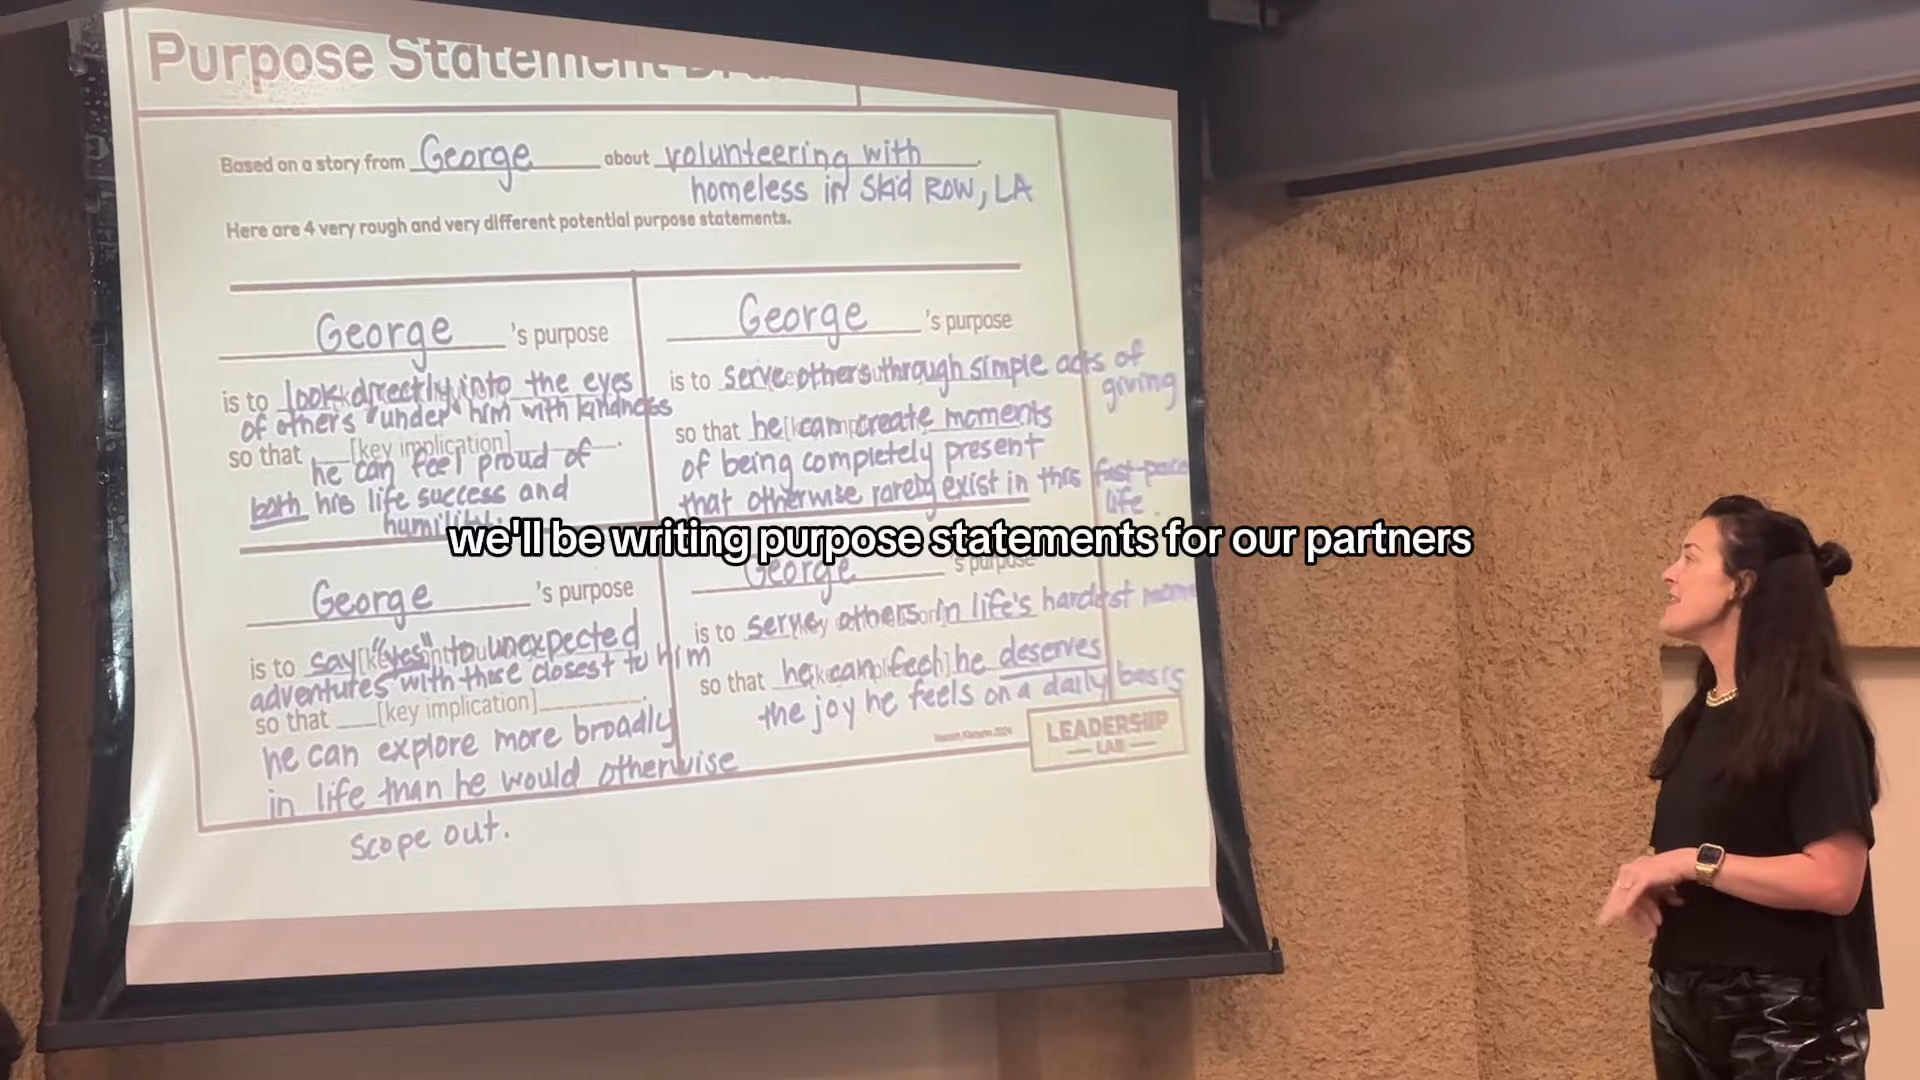 Purpose Statement
Based on a story from George about volunteering with
homeless in Skid Row, LA
Here are 4 very rough and very different potential purpose statements.
George 's purpose
is to look directly into the eyes
of others "under" him with kindness
so that [key implication]
he can feel proud of
both his life success and
humility.
George 's purpose
is to serve others through simple acts of
giving
so that he can create moments
of being completely present
that otherwise rarely exist in this fast-pace
life.
we'll be writing purpose statements for our partners
George 's purpose
is to say "yes" to unexpected
adventures with those closest to him
so that [key implication]
he can explore more broadly
in life than he would otherwise
scope out.
George 's purpose
is to serve others in life's hardest
so that he can feel he deserves
the joy he feels on a daily basis
LEADERSHIP
LAB